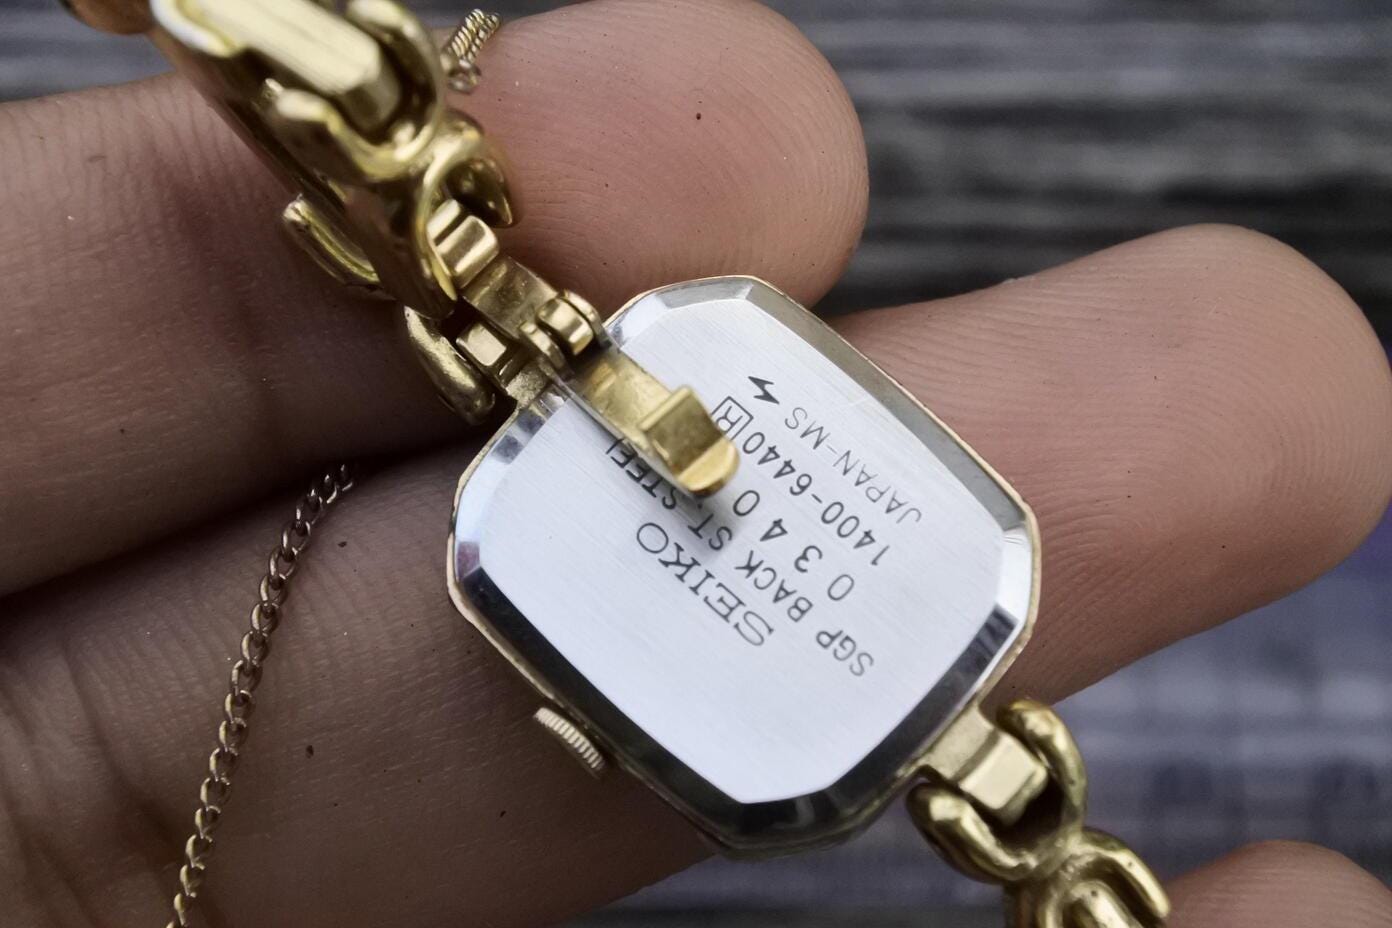 SEIKO
SGP BACK ST. STEEL
0 3 4 0
1400-6440 R
JAPAN-MS